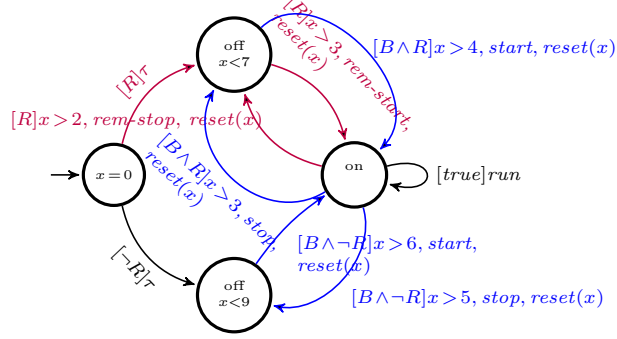 off
x<7
[R]x>3, rem-start,
reset(x)
[B∧R]x>4, start, reset(x)
[R]τ
[R]x>2, rem-stop, reset(x)
[B∧R]x>3, stop,
reset(x)
x=0
on
[true]run
[¬R]τ
[B∧¬R]x>6, start,
reset(x)
off
x<9
[B∧¬R]x>5, stop, reset(x)